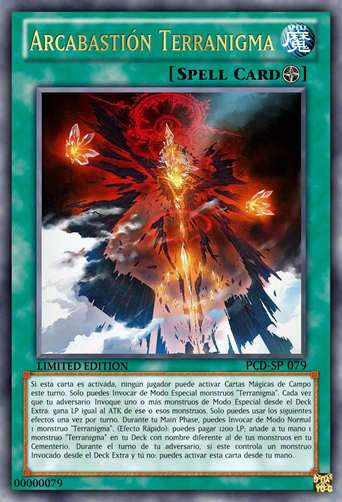 Arcabastión Terranigma
SPELL
魔
[Spell Card]
LIMITED EDITION
PCD-SP 079
Si esta carta es activada, ningún jugador puede activar Cartas Mágicas de Campo
este turno. Solo puedes Invocar de Modo Especial monstruos "Terranigma". Cada vez
que tu adversario Invoque uno o más monstruos de Modo Especial desde el Deck
Extra: gana LP igual al ATK de ese o esos monstruos. Solo puedes usar los siguientes
efectos una vez por turno. Durante tu Main Phase, puedes Invocar de Modo Normal
1 monstruo "Terranigma". (Efecto Rápido): puedes pagar 1200 LP; añade a tu mano 1
monstruo "Terranigma" en tu Deck con nombre diferente al de tus monstruos en tu
Cementerio. Durante el turno de tu adversario, si este controla un monstruo
Invocado desde el Deck Extra y tú no: puedes activar esta carta desde tu mano.
00000079